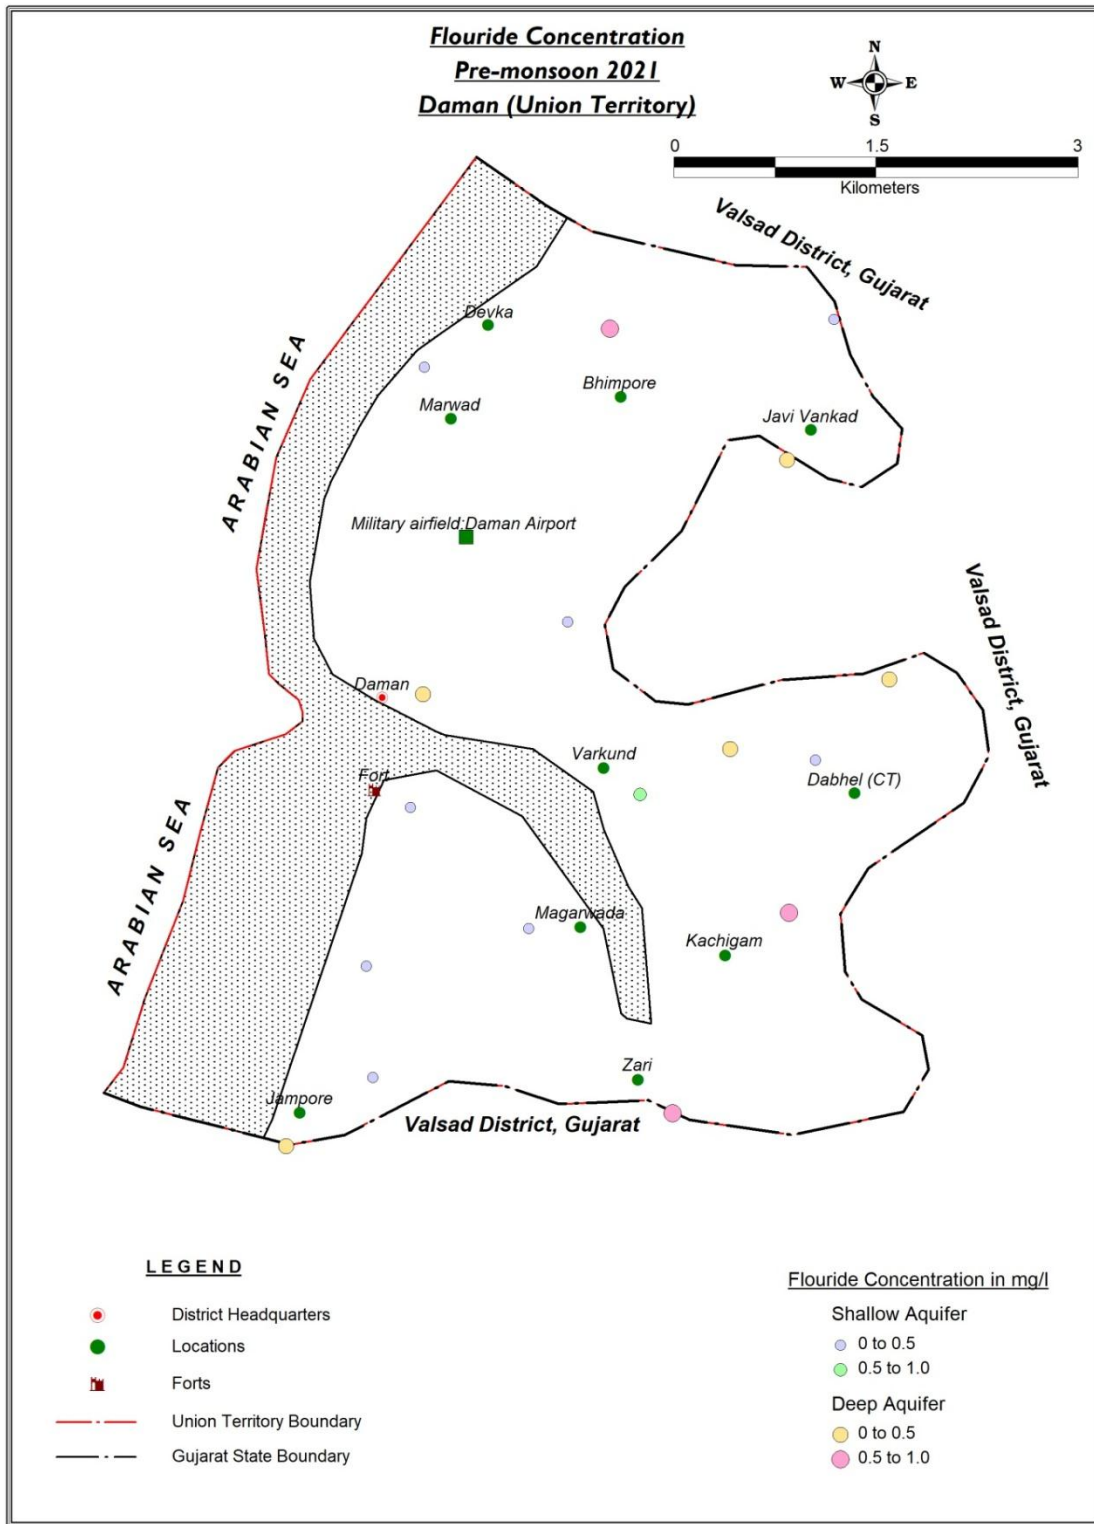 Flouride Concentration
Pre-monsoon 2021
Daman (Union Territory)
N
W E
S
0 1.5 3
Kilometers
Valsad District, Gujarat
Devka
Bhimpore
Marwad
Javi Vankad
ARABIAN SEA
Military airfield:Daman Airport
Valsad District, Gujarat
Daman
Varkund
Fort
Dabhel (CT)
ARABIAN SEA
Magarwada
Kachigam
Zari
Jampore
Valsad District, Gujarat
LEGEND
District Headquarters
Locations
Forts
Union Territory Boundary
Gujarat State Boundary
Flouride Concentration in mg/l
Shallow Aquifer
0 to 0.5
0.5 to 1.0
Deep Aquifer
0 to 0.5
0.5 to 1.0